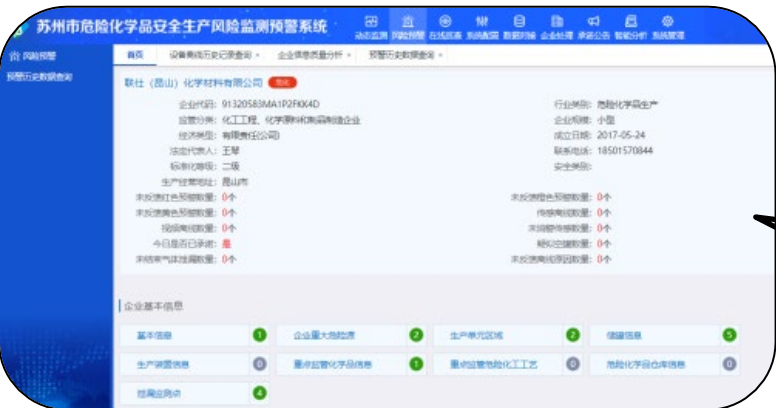 苏州市危险化学品安全生产风险监测预警系统
动态监测 风险预警 在线巡查 系统配置 数据对接 企业处理 承诺公告 智能分析 系统管理
风险预警 首页 设备离线历史记录查询 企业信息质量分析 预警历史数据查询
预警历史数据查询
联仕（昆山）化学材料有限公司
企业代码: 91320583MA1P2FKK4D 行业类别: 危险化学品生产
监管分类: 化工工程、化学原料和制品制造企业 企业规模: 小型
经济类型: 有限责任(公司) 成立日期: 2017-05-24
法定代表人: 王琴 联系电话: 18501570844
标准化等级: 二级 安全类别:
生产经营地址: 昆山市
未反馈红色预警数量: 0个 未反馈橙色预警数量: 0个
未反馈黄色预警数量: 0个 传感离线数量: 0个
视频离线数量: 0个 未消警传感数量: 0个
今日是否已承诺: 是 疑似空罐数量: 0个
未结束气体泄漏数量: 0个 未反馈离线原因数量: 0个
企业基本信息
基本信息 1 企业重大危险源 2 生产单元区域 2 储罐信息 5
生产装置信息 0 重点监管化学品信息 1 重点监管危险化工工艺 0 危险化学品仓库信息 0
泄漏监测点 4